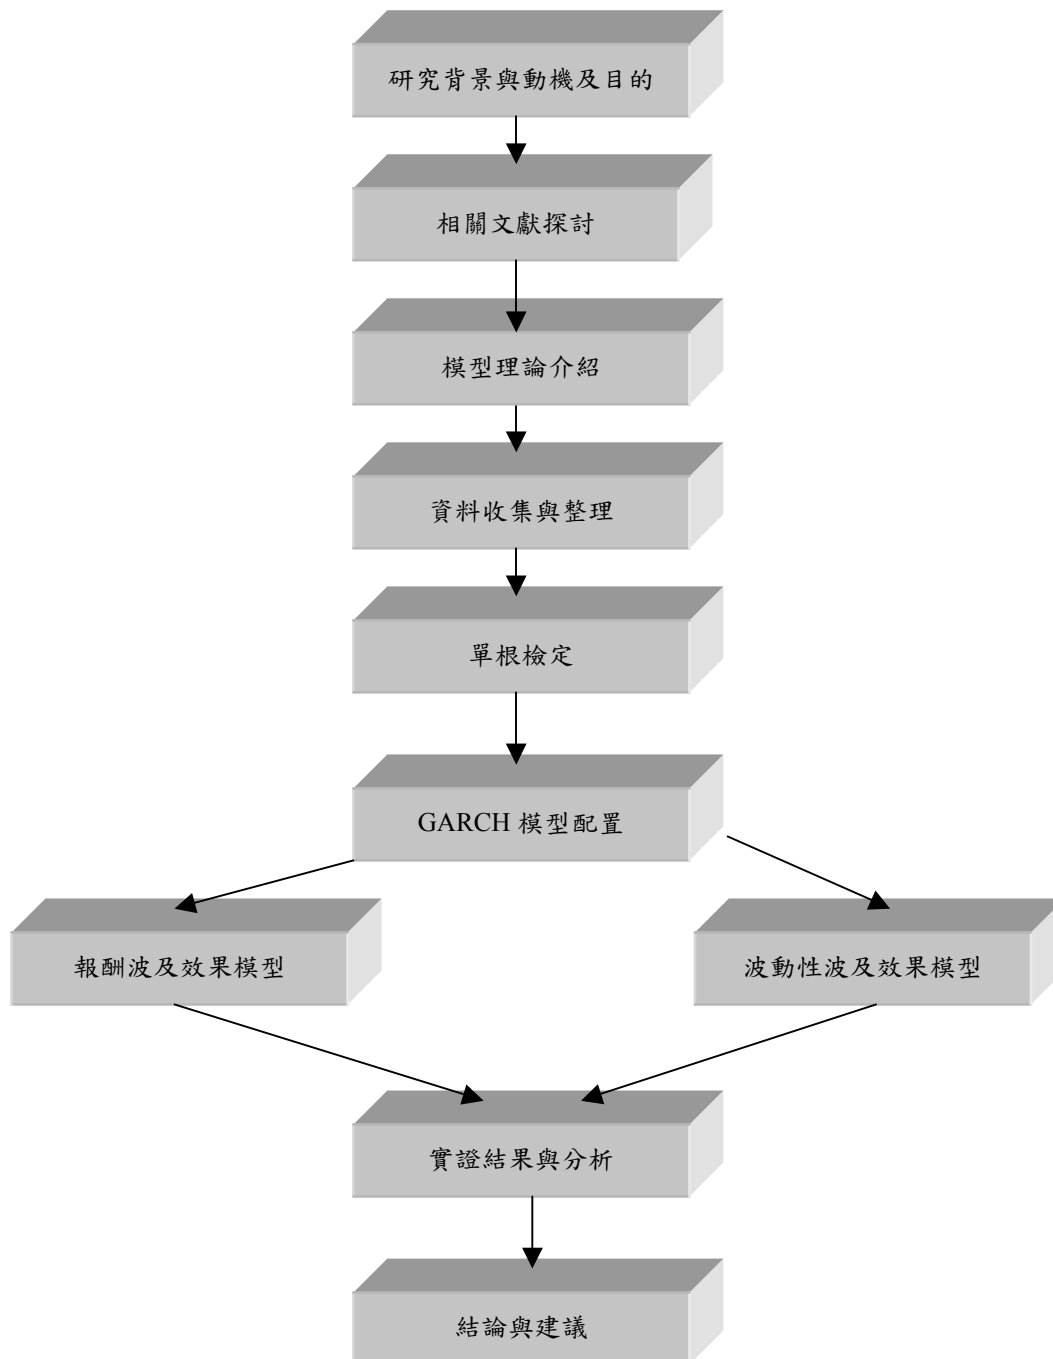 研究背景與動機及目的
相關文獻探討
模型理論介紹
資料收集與整理
單根檢定
GARCH 模型配置
報酬波及效果模型
波動性波及效果模型
實證結果與分析
結論與建議